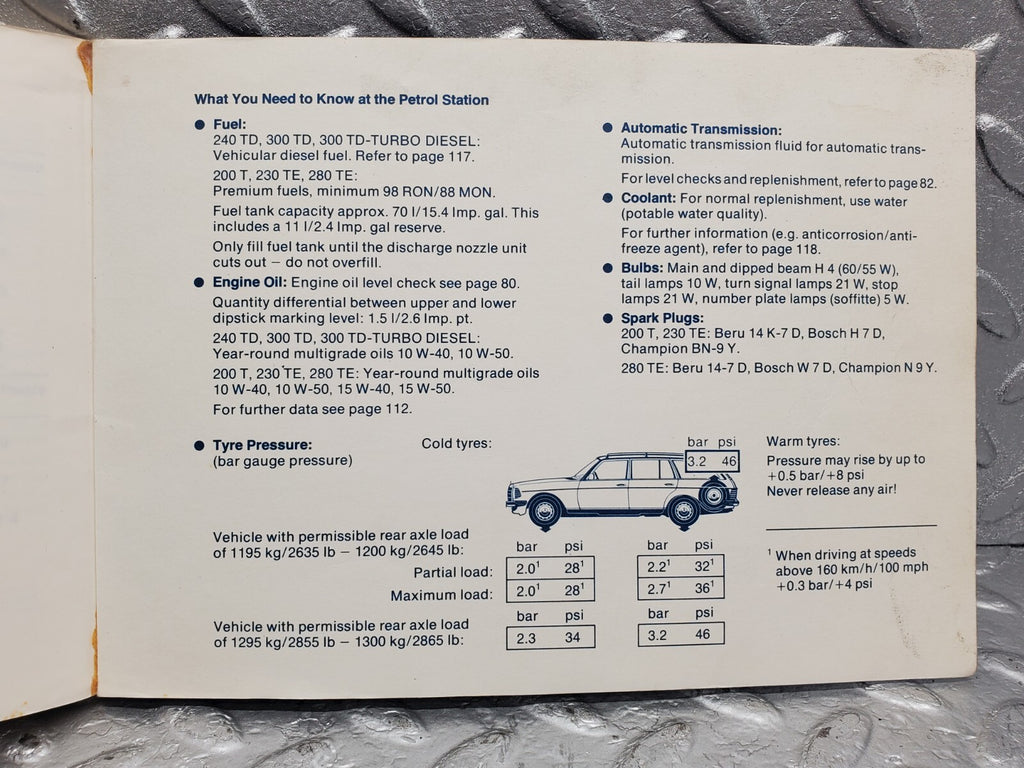 What You Need to Know at the Petrol Station
● Fuel:
240 TD, 300 TD, 300 TD-TURBO DIESEL:
Vehicular diesel fuel. Refer to page 117.
200 T, 230 TE, 280 TE:
Premium fuels, minimum 98 RON/88 MON.
Fuel tank capacity approx. 70 l/15.4 Imp. gal. This
includes a 11 l/2.4 Imp. gal reserve.
Only fill fuel tank until the discharge nozzle unit
cuts out – do not overfill.
● Engine Oil: Engine oil level check see page 80.
Quantity differential between upper and lower
dipstick marking level: 1.5 l/2.6 Imp. pt.
240 TD, 300 TD, 300 TD-TURBO DIESEL:
Year-round multigrade oils 10 W-40, 10 W-50.
200 T, 230 TE, 280 TE: Year-round multigrade oils
10 W-40, 10 W-50, 15 W-40, 15 W-50.
For further data see page 112.
● Automatic Transmission:
Automatic transmission fluid for automatic trans-
mission.
For level checks and replenishment, refer to page 82.
● Coolant: For normal replenishment, use water
(potable water quality).
For further information (e.g. anticorrosion/anti-
freeze agent), refer to page 118.
● Bulbs: Main and dipped beam H 4 (60/55 W),
tail lamps 10 W, turn signal lamps 21 W, stop
lamps 21 W, number plate lamps (soffitte) 5 W.
● Spark Plugs:
200 T, 230 TE: Beru 14 K-7 D, Bosch H 7 D,
Champion BN-9 Y.
280 TE: Beru 14-7 D, Bosch W 7 D, Champion N 9 Y.
● Tyre Pressure:
(bar gauge pressure)
Cold tyres:
bar psi
3.2 46
Warm tyres:
Pressure may rise by up to
+0.5 bar/+8 psi
Never release any air!
Vehicle with permissible rear axle load
of 1195 kg/2635 lb – 1200 kg/2645 lb:
bar psi bar psi
Partial load: 2.0¹ 28¹ 2.2¹ 32¹
Maximum load: 2.0¹ 28¹ 2.7¹ 36¹
Vehicle with permissible rear axle load
of 1295 kg/2855 lb – 1300 kg/2865 lb:
bar psi bar psi
2.3 34 3.2 46
¹ When driving at speeds
above 160 km/h/100 mph
+0.3 bar/+4 psi